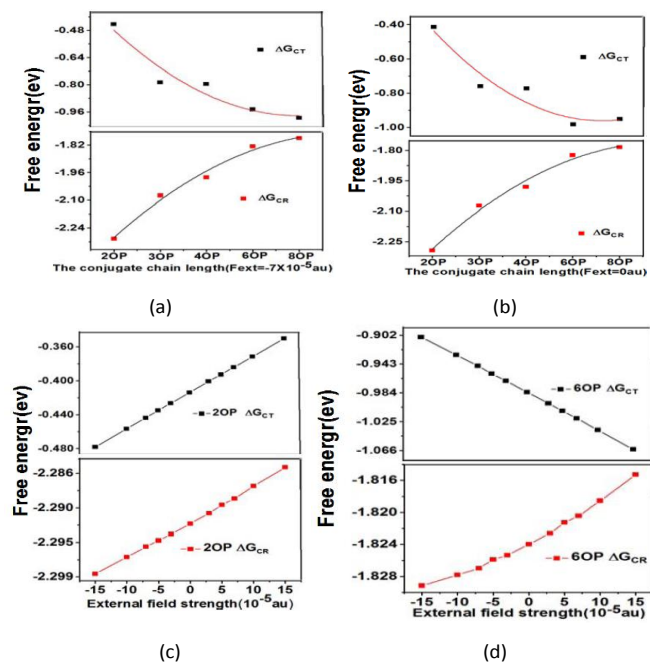 Free energr(ev)
-0.48
-0.64
-0.80
-0.96
ΔG_CT
-1.82
-1.96
-2.10
-2.24
ΔG_CR
2OP 3OP 4OP 6OP 8OP
The conjugate chain length(Fext=-7X10^-5au)
(a)
Free energr(ev)
-0.40
-0.60
-0.80
-1.00
ΔG_CT
-1.80
-1.95
-2.10
-2.25
ΔG_CR
2OP 3OP 4OP 6OP 8OP
The conjugate chain length(Fext=0au)
(b)
Free energr(ev)
-0.360
-0.400
-0.440
-0.480
2OP ΔG_CT
-2.286
-2.290
-2.295
-2.299
2OP ΔG_CR
-15 -10 -5 0 5 10 15
External field strength(10^-5au)
(c)
Free energr(ev)
-0.902
-0.943
-0.984
-1.025
-1.066
6OP ΔG_CT
-1.816
-1.820
-1.824
-1.828
6OP ΔG_CR
-15 -10 -5 0 5 10 15
External field strength(10^-5au)
(d)